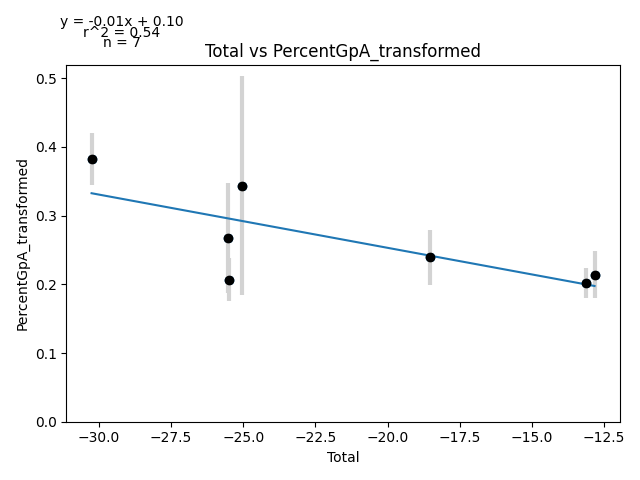 y = -0.01x + 0.10
r^2 = 0.54
n = 7
Total vs PercentGpA_transformed
PercentGpA_transformed
0.5
0.4
0.3
0.2
0.1
0.0
−30.0 −27.5 −25.0 −22.5 −20.0 −17.5 −15.0 −12.5
Total